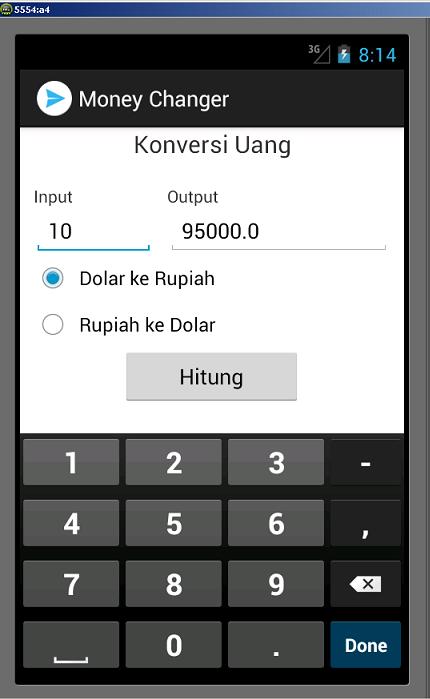 5554:a4
3G 8:14
Money Changer
Konversi Uang
Input Output
10 95000.0
Dolar ke Rupiah
Rupiah ke Dolar
Hitung
1 2 3 -
4 5 6 ,
7 8 9
0 . Done